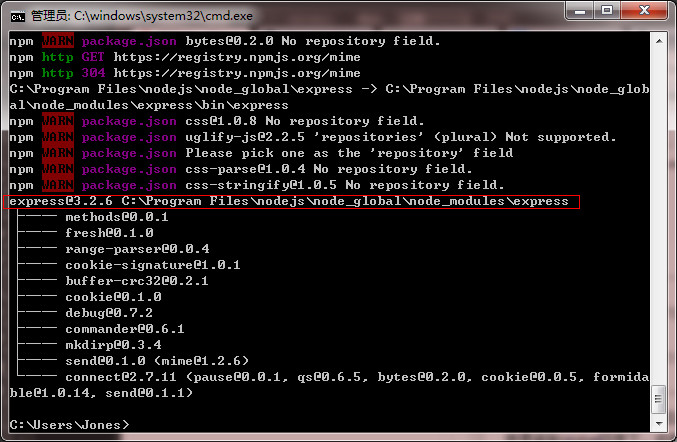 管理员: C:\windows\system32\cmd.exe
npm WARN package.json bytes@0.2.0 No repository field.
npm http GET https://registry.npmjs.org/mime
npm http 304 https://registry.npmjs.org/mime
C:\Program Files\nodejs\node_global\express -> C:\Program Files\nodejs\node_glob
al\node_modules\express\bin\express
npm WARN package.json css@1.0.8 No repository field.
npm WARN package.json uglify-js@2.2.5 'repositories' (plural) Not supported.
npm WARN package.json Please pick one as the 'repository' field
npm WARN package.json css-parse@1.0.4 No repository field.
npm WARN package.json css-stringify@1.0.5 No repository field.
express@3.2.6 C:\Program Files\nodejs\node_global\node_modules\express
├── methods@0.0.1
├── fresh@0.1.0
├── range-parser@0.0.4
├── cookie-signature@1.0.1
├── buffer-crc32@0.2.1
├── cookie@0.1.0
├── debug@0.7.2
├── commander@0.6.1
├── mkdirp@0.3.4
├── send@0.1.0 (mime@1.2.6)
└── connect@2.7.11 (pause@0.0.1, qs@0.6.5, bytes@0.2.0, cookie@0.0.5, formida
ble@1.0.14, send@0.1.1)
C:\Users\Jones>